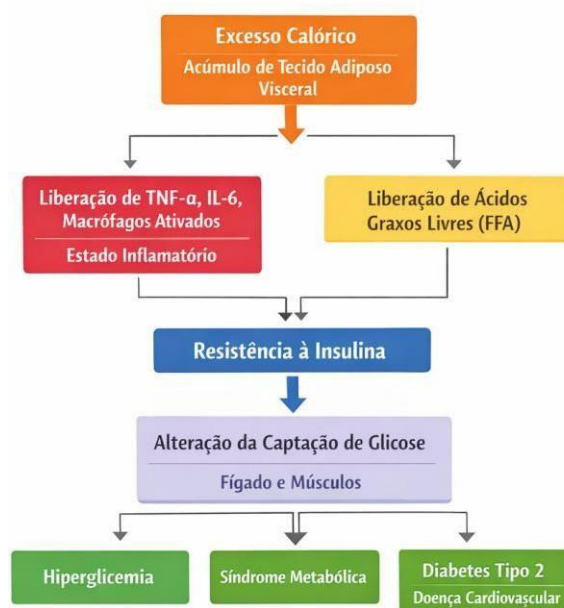 Excesso Calórico
Acúmulo de Tecido Adiposo
Visceral
Liberação de TNF-α, IL-6,
Macrófagos Ativados
Estado Inflamatório
Liberação de Ácidos
Graxos Livres (FFA)
Resistência à Insulina
Alteração da Captação de Glicose
Fígado e Músculos
Hiperglicemia
Síndrome Metabólica
Diabetes Tipo 2
Doença Cardiovascular